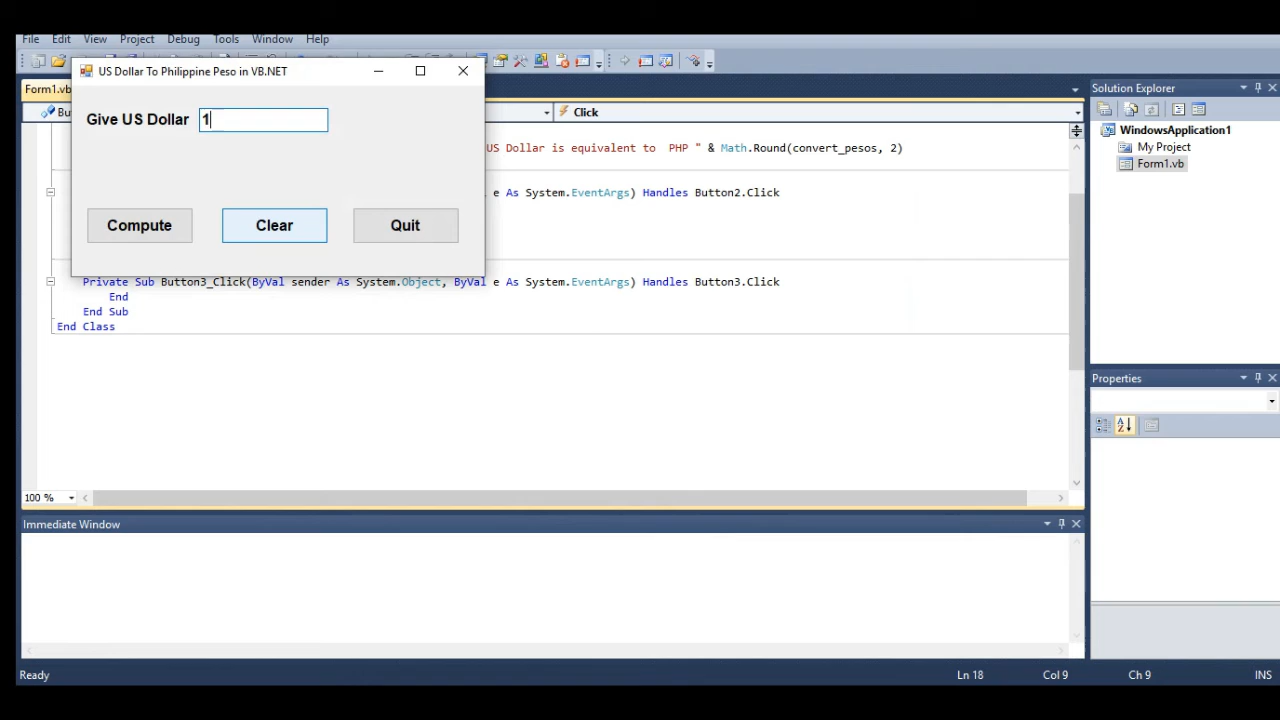 File Edit View Project Debug Tools Window Help
US Dollar To Philippine Peso in VB.NET
Form1.vb
Give US Dollar 1
Bu
Click
US Dollar is equivalent to PHP " & Math.Round(convert_pesos, 2)
e As System.EventArgs) Handles Button2.Click
Compute Clear Quit
Private Sub Button3_Click(ByVal sender As System.Object, ByVal e As System.EventArgs) Handles Button3.Click
End
End Sub
End Class
100 %
Immediate Window
Solution Explorer
WindowsApplication1
My Project
Form1.vb
Properties
Ready
Ln 18 Col 9 Ch 9 INS